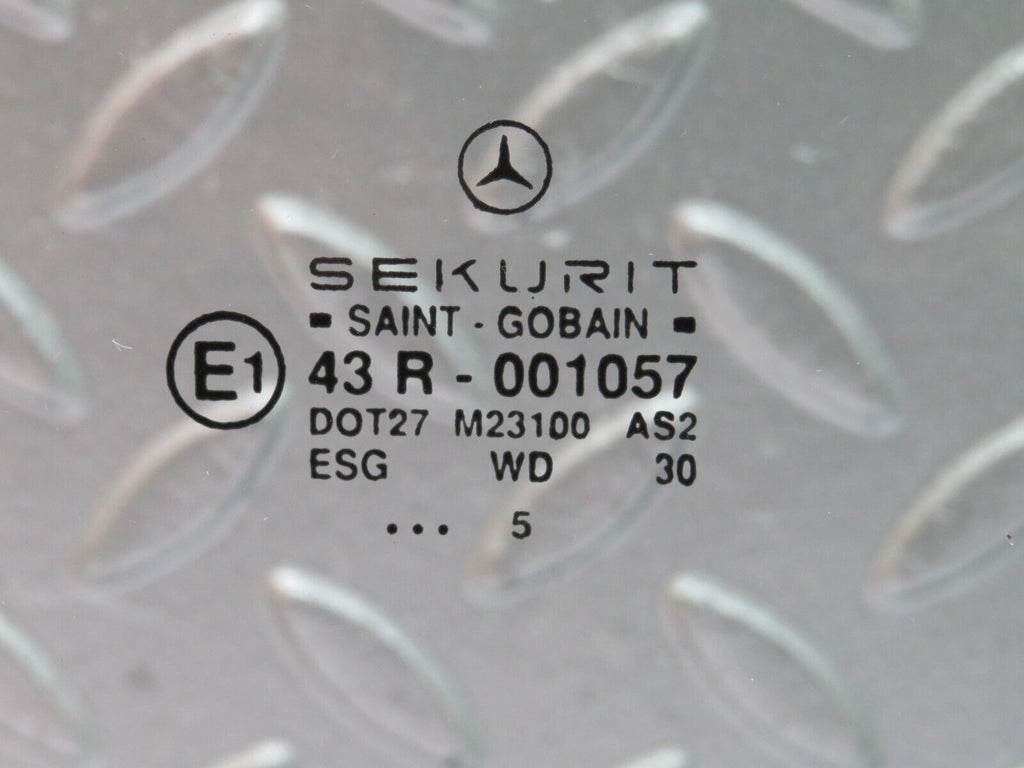 SEKURIT
- SAINT - GOBAIN -
E1 43 R - 001057
DOT27 M23100 AS2
ESG WD 30
... 5